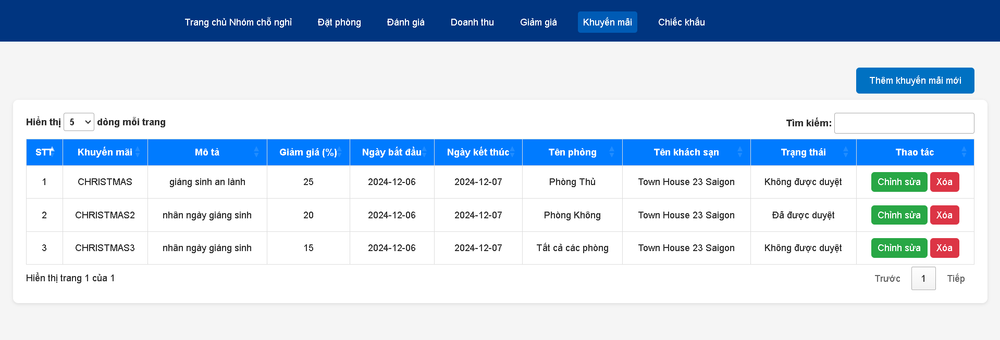 Trang chủ Nhóm chỗ nghỉ Đặt phòng Đánh giá Doanh thu Giảm giá Khuyến mãi Chiếc khấu
Thêm khuyến mãi mới
Hiển thị 5 dòng mỗi trang Tìm kiếm:
STT Khuyến mãi Mô tả Giảm giá (%) Ngày bắt đầu Ngày kết thúc Tên phòng Tên khách sạn Trạng thái Thao tác
1 CHRISTMAS giáng sinh an lành 25 2024-12-06 2024-12-07 Phòng Thủ Town House 23 Saigon Không được duyệt Chỉnh sửa Xóa
2 CHRISTMAS2 nhân ngày giáng sinh 20 2024-12-06 2024-12-07 Phòng Không Town House 23 Saigon Đã được duyệt Chỉnh sửa Xóa
3 CHRISTMAS3 nhân ngày giáng sinh 15 2024-12-06 2024-12-07 Tất cả các phòng Town House 23 Saigon Không được duyệt Chỉnh sửa Xóa
Hiển thị trang 1 của 1 Trước 1 Tiếp